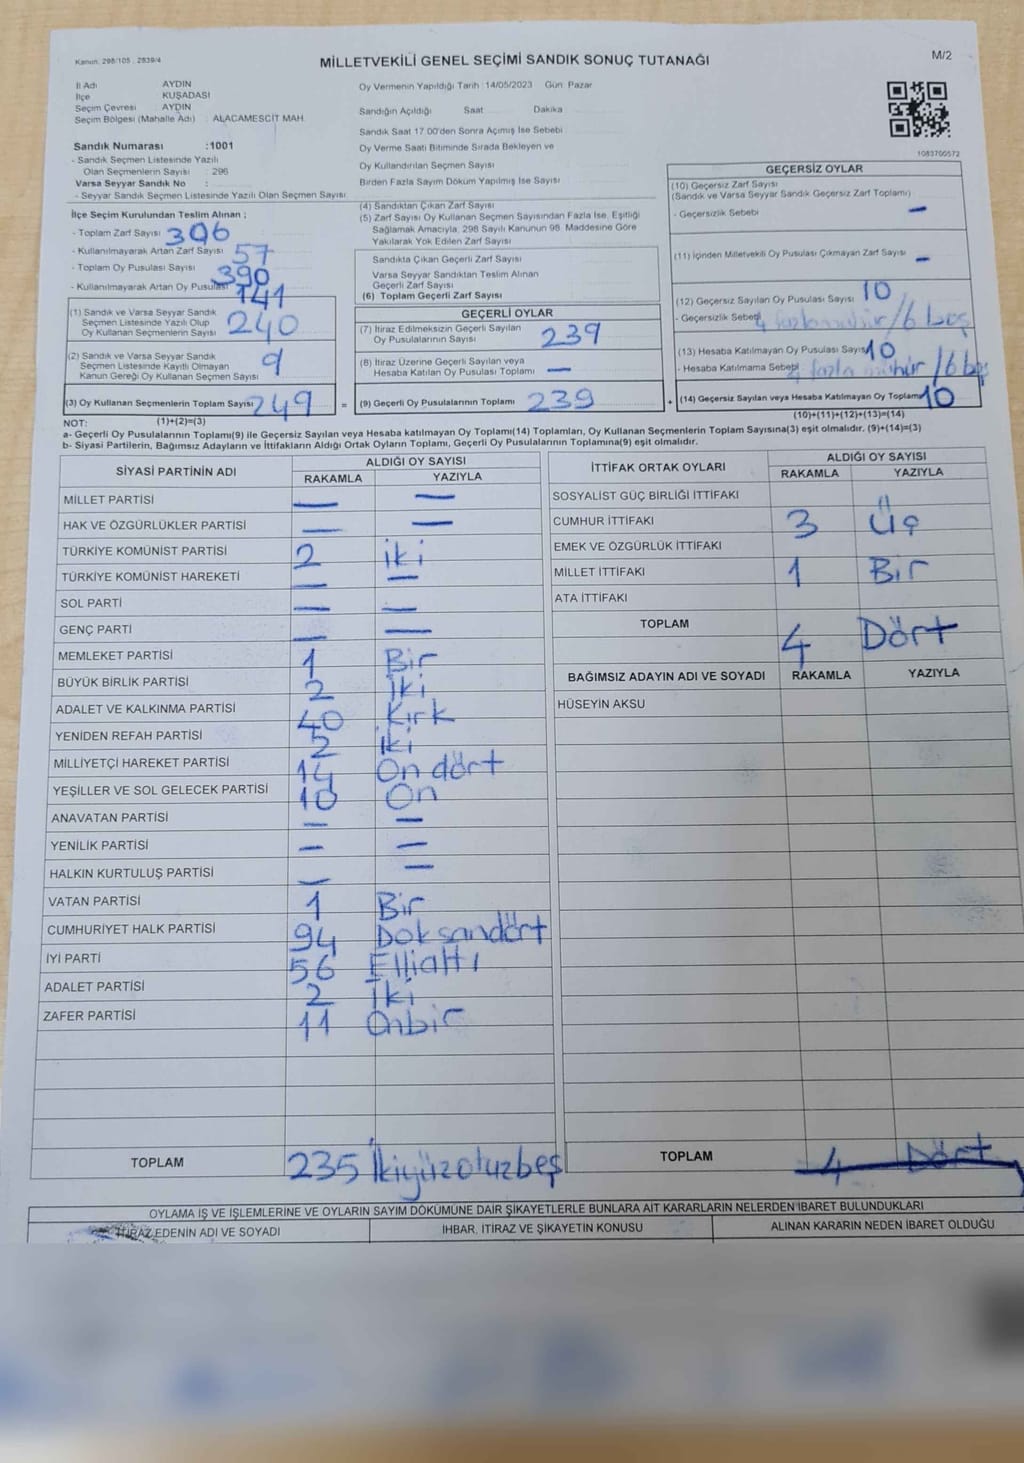 Kanun: 298/105 , 2839/4
MİLLETVEKİLİ GENEL SEÇİMİ SANDIK SONUÇ TUTANAĞI
M/2
İl Adı AYDIN
İlçe KUŞADASI
Seçim Çevresi AYDIN
Seçim Bölgesi (Mahalle Adı) : ALACAMESCİT MAH.
Sandık Numarası :1001
- Sandık Seçmen Listesinde Yazılı
Olan Seçmenlerin Sayısı : 296
Varsa Seyyar Sandık No :
- Seyyar Sandık Seçmen Listesinde Yazılı Olan Seçmen Sayısı
İlçe Seçim Kurulundan Teslim Alınan ;
- Toplam Zarf Sayısı 306
- Kullanılmayarak Artan Zarf Sayısı 57
- Toplam Oy Pusulası Sayısı 390
- Kullanılmayarak Artan Oy Pusulası 141
(1) Sandık ve Varsa Seyyar Sandık
Seçmen Listesinde Yazılı Olup
Oy Kullanan Seçmenlerin Sayısı 240
(2) Sandık ve Varsa Seyyar Sandık
Seçmen Listesinde Kayıtlı Olmayan
Kanun Gereği Oy Kullanan Seçmen Sayısı 9
(3) Oy Kullanan Seçmenlerin Toplam Sayısı 249
(1)+(2)=(3)
Oy Vermenin Yapıldığı Tarih : 14/05/2023 Gün: Pazar
Sandığın Açıldığı Saat Dakika
Sandık Saat 17:00'den Sonra Açımış İse Sebebi
Oy Verme Saati Bitiminde Sırada Bekleyen ve
Oy Kullandırılan Seçmen Sayısı
Birden Fazla Sayım Döküm Yapılmış İse Sayısı
(4) Sandıktan Çıkan Zarf Sayısı
(5) Zarf Sayısı Oy Kullanan Seçmen Sayısından Fazla İse, Eşitliği
Sağlamak Amacıyla, 298 Sayılı Kanunun 98. Maddesine Göre
Yakılarak Yok Edilen Zarf Sayısı
Sandıkta Çıkan Geçerli Zarf Sayısı
Varsa Seyyar Sandıktan Teslim Alınan
Geçerli Zarf Sayısı
(6) Toplam Geçerli Zarf Sayısı
GEÇERLİ OYLAR
(7) İtiraz Edilmeksizin Geçerli Sayılan
Oy Pusulalarının Sayısı 239
(8) İtiraz Üzerine Geçerli Sayılan veya
Hesaba Katılan Oy Pusulası Toplamı —
= (9) Geçerli Oy Pusulalarının Toplamı 239
1083700572
GEÇERSİZ OYLAR
(10) Geçersiz Zarf Sayısı
(Sandık ve Varsa Seyyar Sandık Geçersiz Zarf Toplamı)
- Geçersizlik Sebebi —
(11) İçinden Milletvekili Oy Pusulası Çıkmayan Zarf Sayısı —
(12) Geçersiz Sayılan Oy Pusulası Sayısı 10
- Geçersizlik Sebebi 4 fazla mühür /6 boş
(13) Hesaba Katılmayan Oy Pusulası Sayısı 10
- Hesaba Katılmama Sebebi 4 fazla mühür /6 boş
+ (14) Geçersiz Sayılan veya Hesaba Katılmayan Oy Toplamı 10
(10)+(11)+(12)+(13)=(14)
NOT:
a- Geçerli Oy Pusulalarının Toplamı(9) ile Geçersiz Sayılan veya Hesaba katılmayan Oy Toplamı(14) Toplamları, Oy Kullanan Seçmenlerin Toplam Sayısına(3) eşit olmalıdır. (9)+(14)=(3)
b- Siyasi Partilerin, Bağımsız Adayların ve İttifakların Aldığı Ortak Oyların Toplamı, Geçerli Oy Pusulalarının Toplamına(9) eşit olmalıdır.
SİYASİ PARTİNİN ADI ALDIĞI OY SAYISI
RAKAMLA YAZIYLA
MİLLET PARTİSİ — —
HAK VE ÖZGÜRLÜKLER PARTİSİ — —
TÜRKİYE KOMÜNİST PARTİSİ 2 İki
TÜRKİYE KOMÜNİST HAREKETİ — —
SOL PARTİ — —
GENÇ PARTİ — —
MEMLEKET PARTİSİ 1 Bir
BÜYÜK BİRLİK PARTİSİ 2 İki
ADALET VE KALKINMA PARTİSİ 40 Kırk
YENİDEN REFAH PARTİSİ 2 İki
MİLLİYETÇİ HAREKET PARTİSİ 14 On dört
YEŞİLLER VE SOL GELECEK PARTİSİ 10 On
ANAVATAN PARTİSİ — —
YENİLİK PARTİSİ — —
HALKIN KURTULUŞ PARTİSİ — —
VATAN PARTİSİ 1 Bir
CUMHURİYET HALK PARTİSİ 94 Doksandört
İYİ PARTİ 56 Elliatı
ADALET PARTİSİ 2 İki
ZAFER PARTİSİ 11 Onbir
TOPLAM 235 İkiyüzotuzbeş
İTTİFAK ORTAK OYLARI ALDIĞI OY SAYISI
RAKAMLA YAZIYLA
SOSYALİST GÜÇ BİRLİĞİ İTTİFAKI
CUMHUR İTTİFAKI 3 Üç
EMEK VE ÖZGÜRLÜK İTTİFAKI
MİLLET İTTİFAKI 1 Bir
ATA İTTİFAKI
TOPLAM 4 Dört
BAĞIMSIZ ADAYIN ADI VE SOYADI RAKAMLA YAZIYLA
HÜSEYİN AKSU
TOPLAM 4 Dört
OYLAMA İŞ VE İŞLEMLERİNE VE OYLARIN SAYIM DÖKÜMÜNE DAİR ŞİKAYETLERLE BUNLARA AİT KARARLARIN NELERDEN İBARET BULUNDUKLARI
İTİRAZ EDENİN ADI VE SOYADI İHBAR, İTİRAZ VE ŞİKAYETİN KONUSU ALINAN KARARIN NEDEN İBARET OLDUĞU